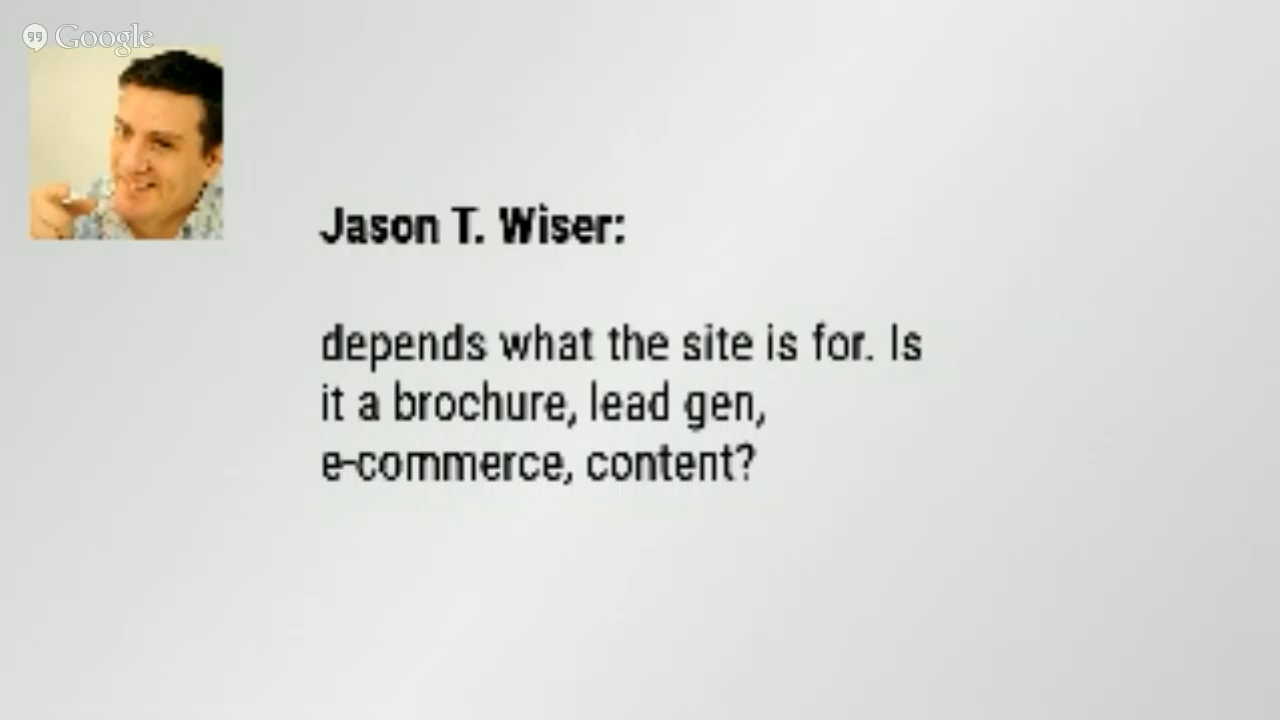 Google
Jason T. Wiser:
depends what the site is for. Is
it a brochure, lead gen,
e-commerce, content?